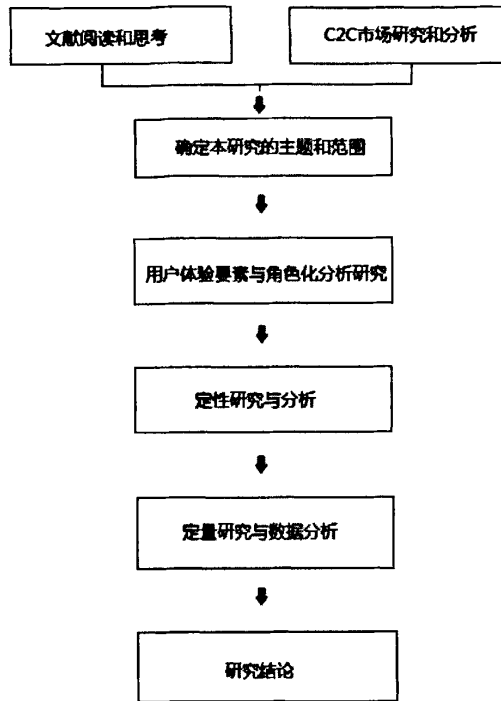 文献阅读和思考
C2C市场研究和分析
确定本研究的主题和范围
用户体验要素与角色化分析研究
定性研究与分析
定量研究与数据分析
研究结论